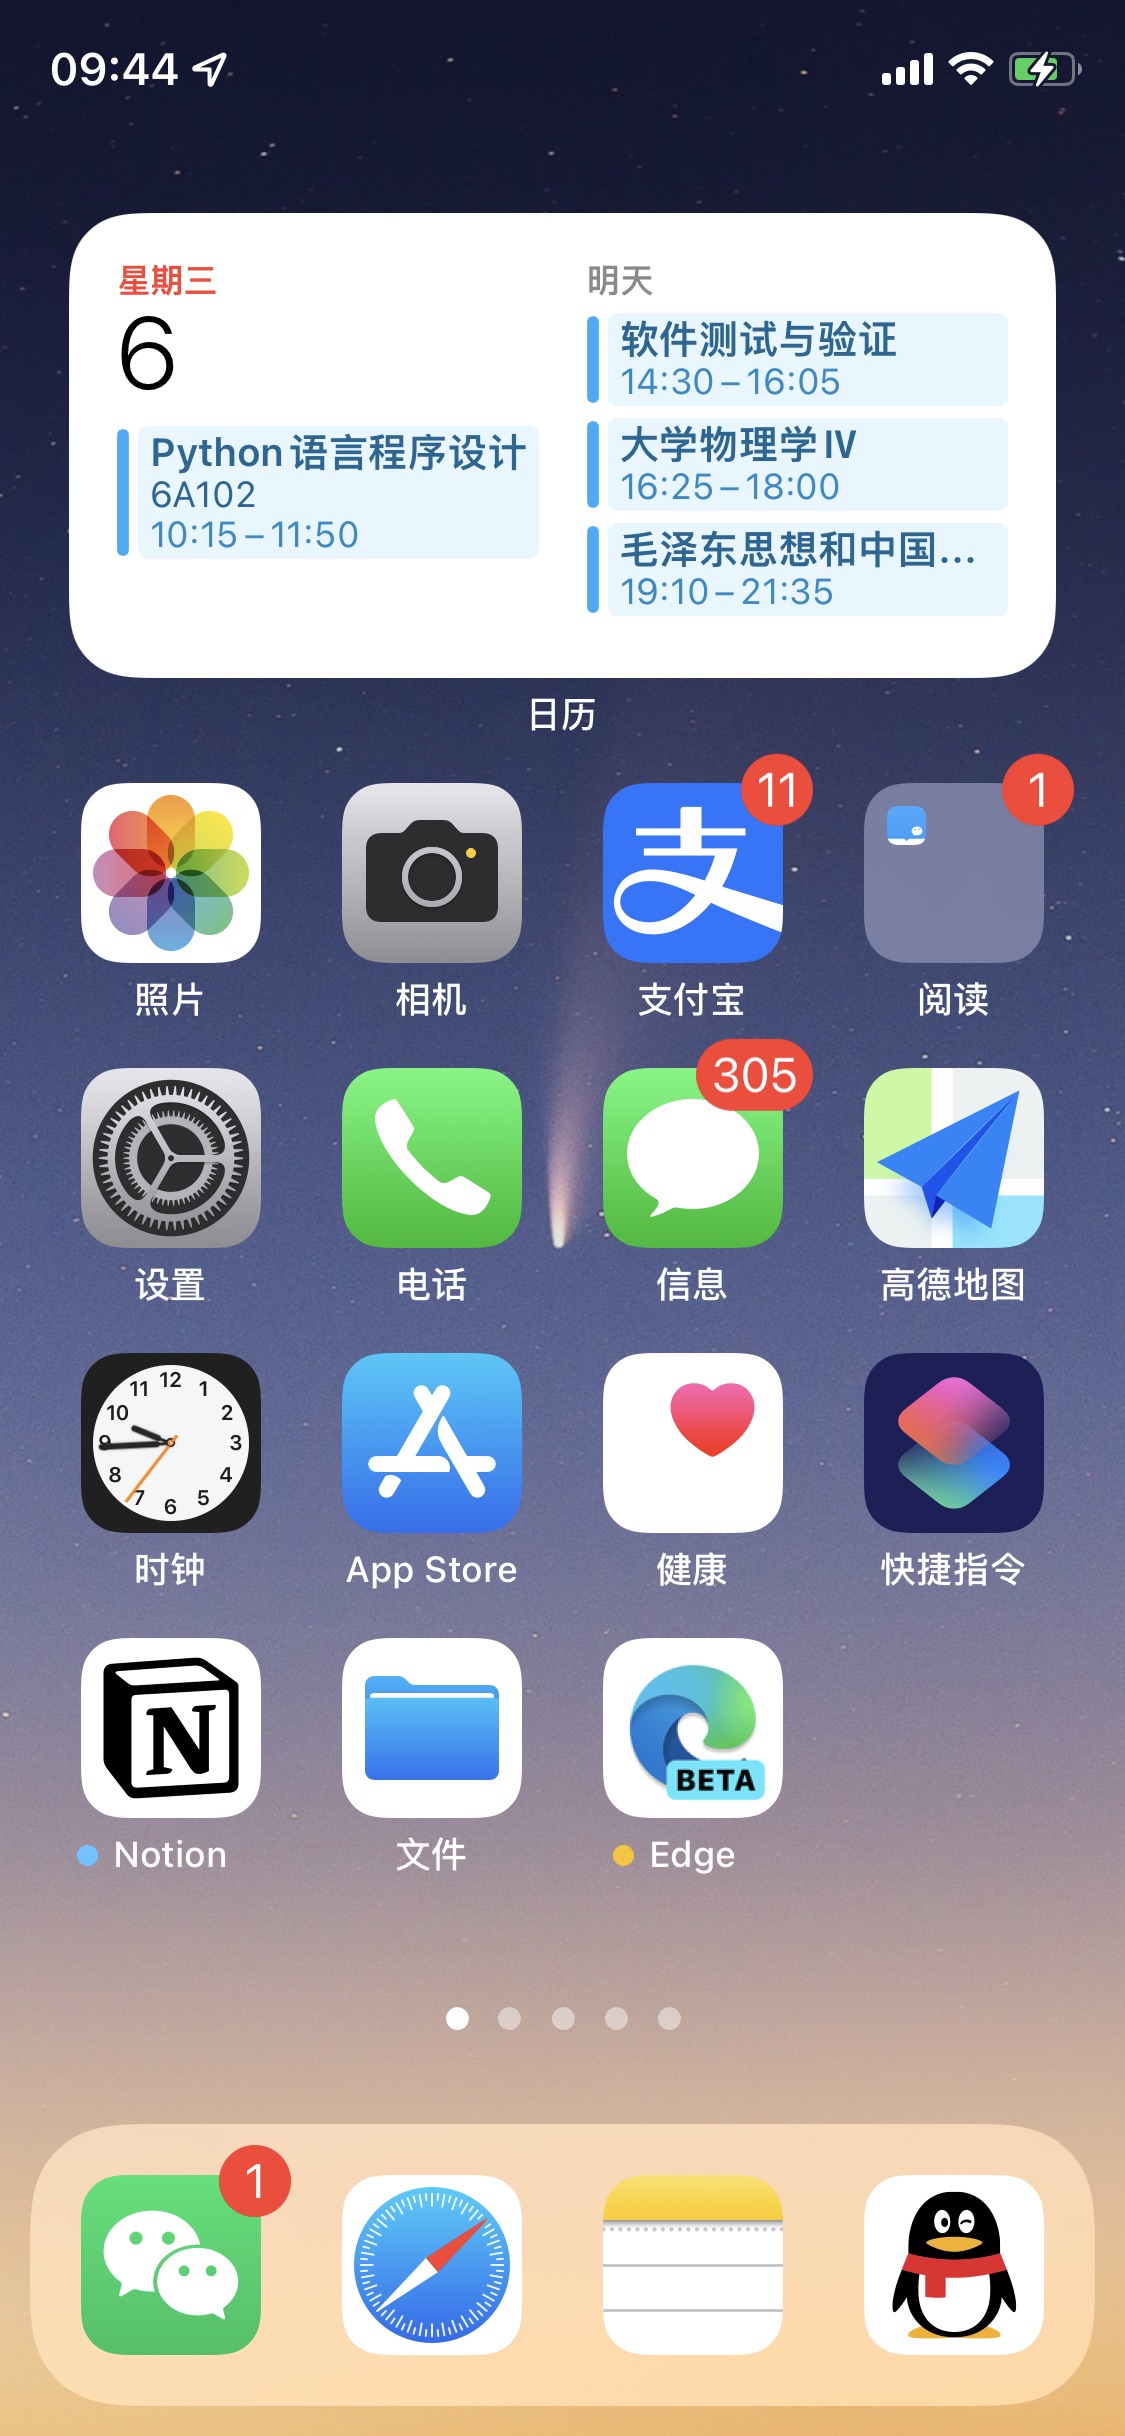 09:44
星期三
6
Python 语言程序设计
6A102
10:15 – 11:50
明天
软件测试与验证
14:30 – 16:05
大学物理学 IV
16:25 – 18:00
毛泽东思想和中国...
19:10 – 21:35
日历
11
1
支
照片
相机
支付宝
阅读
305
设置
电话
信息
高德地图
12
1
2
3
4
5
6
7
8
9
10
11
时钟
App Store
健康
快捷指令
N
BETA
Notion
文件
Edge
1